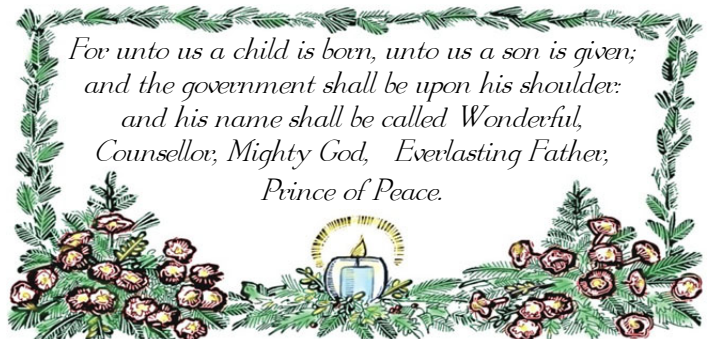 For unto us a child is born, unto us a son is given;
and the government shall be upon his shoulder:
and his name shall be called Wonderful,
Counsellor, Mighty God, Everlasting Father,
Prince of Peace.